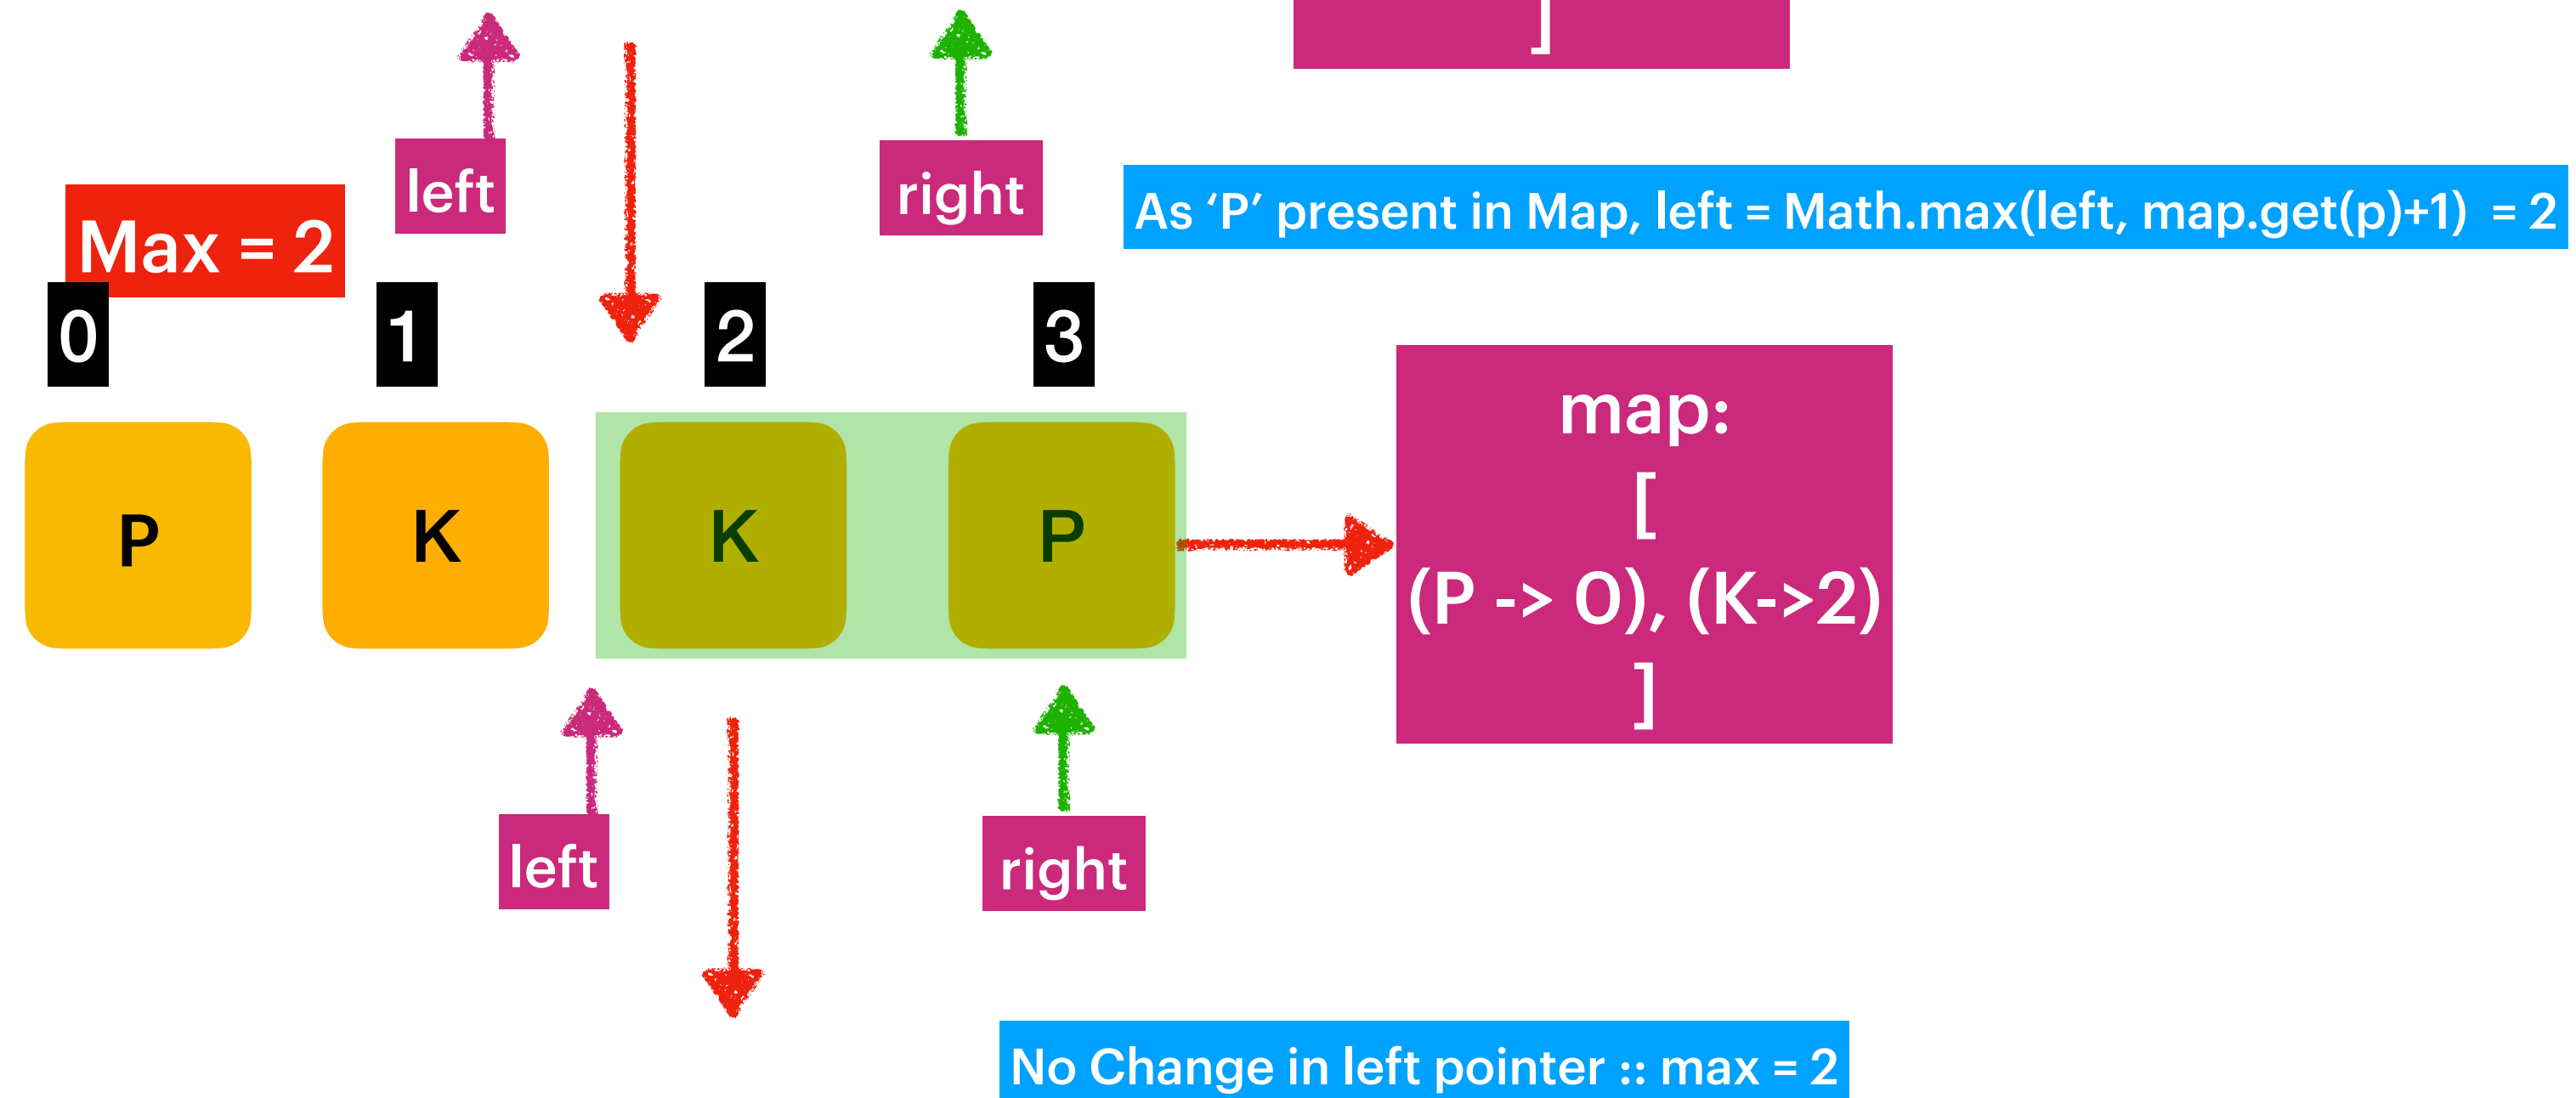 ]
left
right
As ‘P’ present in Map, left = Math.max(left, map.get(p)+1)  = 2
Max = 2
0
1
2
3
P
K
K
P
map:
[
(P -> 0), (K->2)
]
left
right
No Change in left pointer :: max = 2